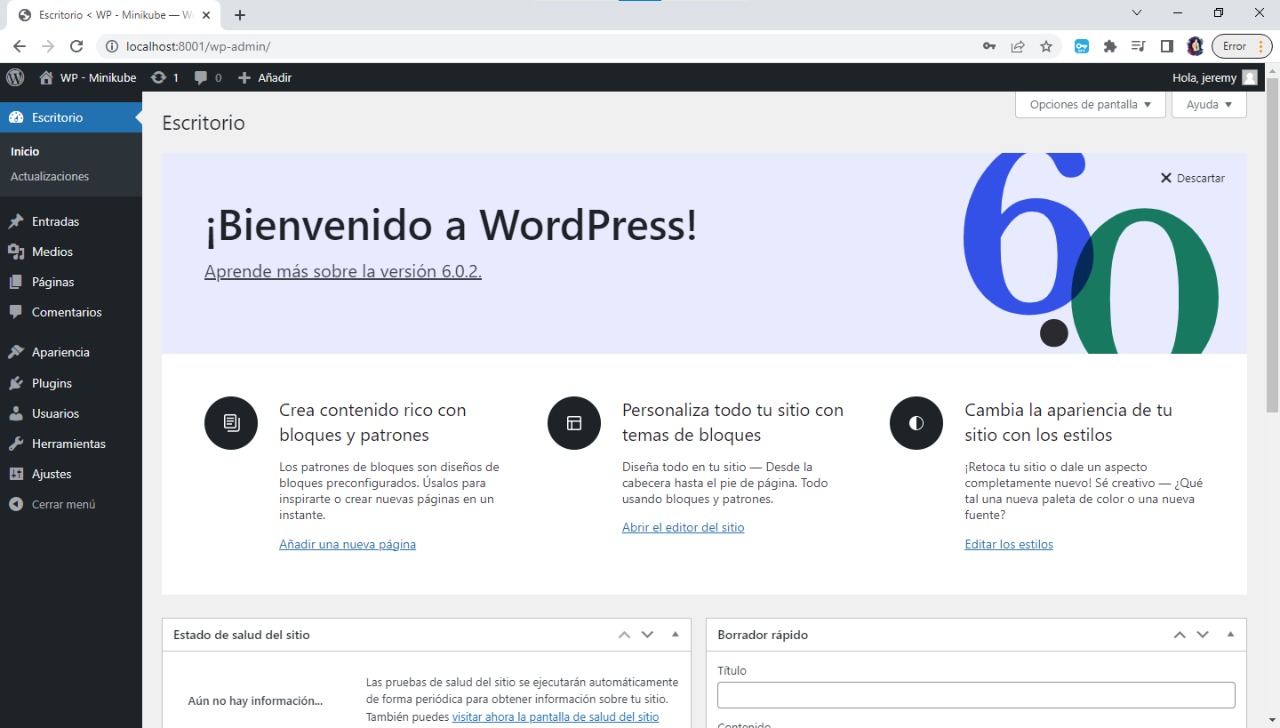 Escritorio < WP - Minikube — W
localhost:8001/wp-admin/
Error
WP - Minikube
1
0
Añadir
Hola, jeremy
Escritorio
Inicio
Actualizaciones
Entradas
Medios
Páginas
Comentarios
Apariencia
Plugins
Usuarios
Herramientas
Ajustes
Cerrar menú
Opciones de pantalla
Ayuda
Escritorio
Descartar
¡Bienvenido a WordPress!
Aprende más sobre la versión 6.0.2.
6.0
Crea contenido rico con
bloques y patrones
Los patrones de bloques son diseños de
bloques preconfigurados. Úsalos para
inspirarte o crear nuevas páginas en un
instante.
Añadir una nueva página
Personaliza todo tu sitio con
temas de bloques
Diseña todo en tu sitio — Desde la
cabecera hasta el pie de página. Todo
usando bloques y patrones.
Abrir el editor del sitio
Cambia la apariencia de tu
sitio con los estilos
¡Retoca tu sitio o dale un aspecto
completamente nuevo! Sé creativo — ¿Qué
tal una nueva paleta de color o una nueva
fuente?
Editar los estilos
Estado de salud del sitio
Aún no hay información...
Las pruebas de salud del sitio se ejecutarán automáticamente
de forma periódica para obtener información sobre tu sitio.
También puedes visitar ahora la pantalla de salud del sitio
Borrador rápido
Título
Contenido